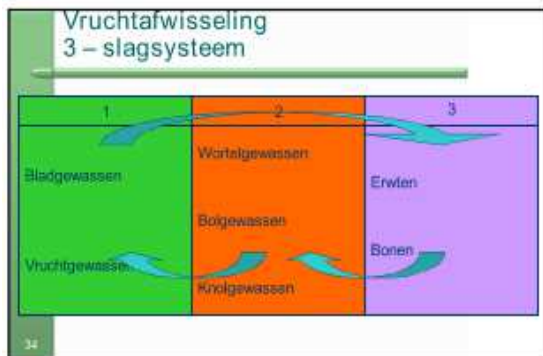 Vruchtafwisseling
3 – slagsysteem
1
2
3
Bladgewassen
Vruchtgewassen
Wortelgewassen
Bolgewassen
Knolgewassen
Erwten
Bonen
34